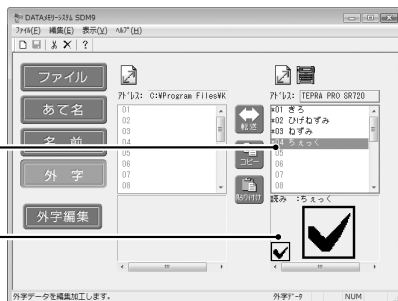 DATAメモリーシステム SDM9
ファイル(F) 編集(E) 表示(V) ヘルプ(H)
?
ファイル
あて名
名 前
外 字
外字編集
アドレス: C:¥Program Files¥K
01
02
03
04
05
06
07
08
転送
コピー
貼り付け
アドレス: TEPRA PRO SR720
*01 ぎろ
*02 ひげねずみ
*03 ねずみ
*04 ちぇっく
05
06
07
08
読み :ちぇっく
外字データを編集加工します。
外字データ
NUM